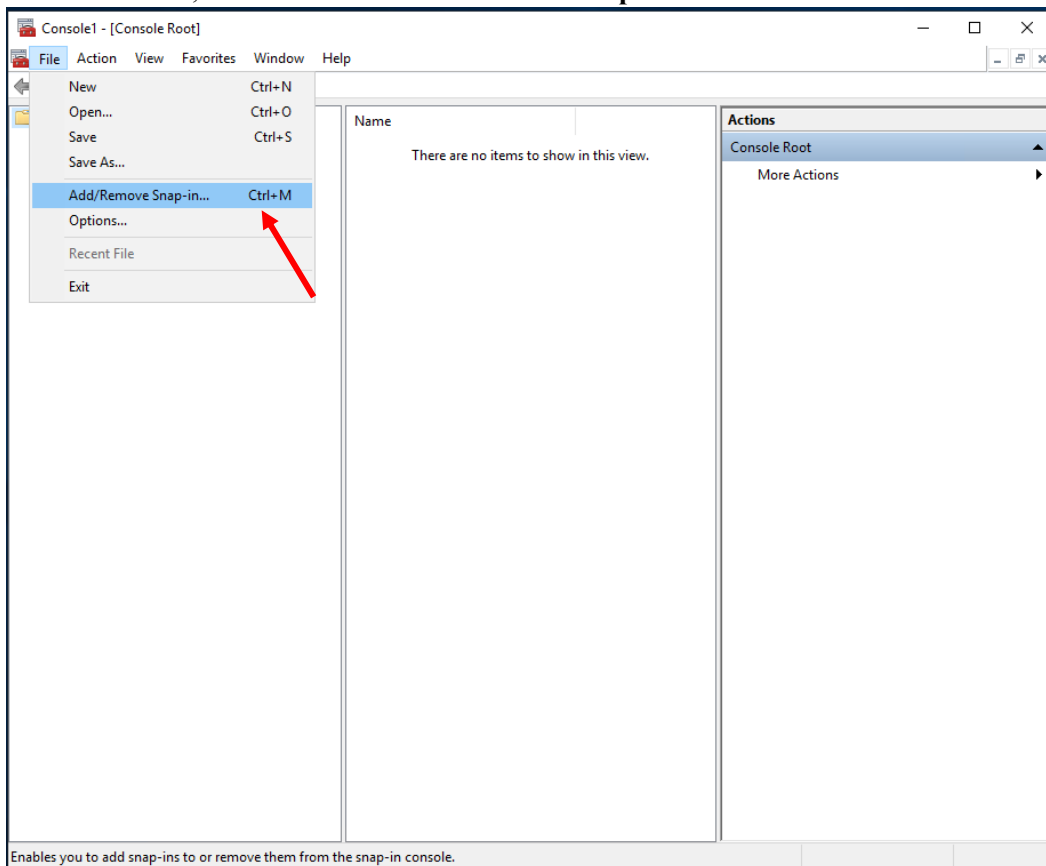 Console1 - [Console Root]
File Action View Favorites Window Help
New Ctrl+N
Open... Ctrl+O
Save Ctrl+S
Save As...
Add/Remove Snap-in... Ctrl+M
Options...
Recent File
Exit
Name
There are no items to show in this view.
Actions
Console Root
More Actions
Enables you to add snap-ins to or remove them from the snap-in console.